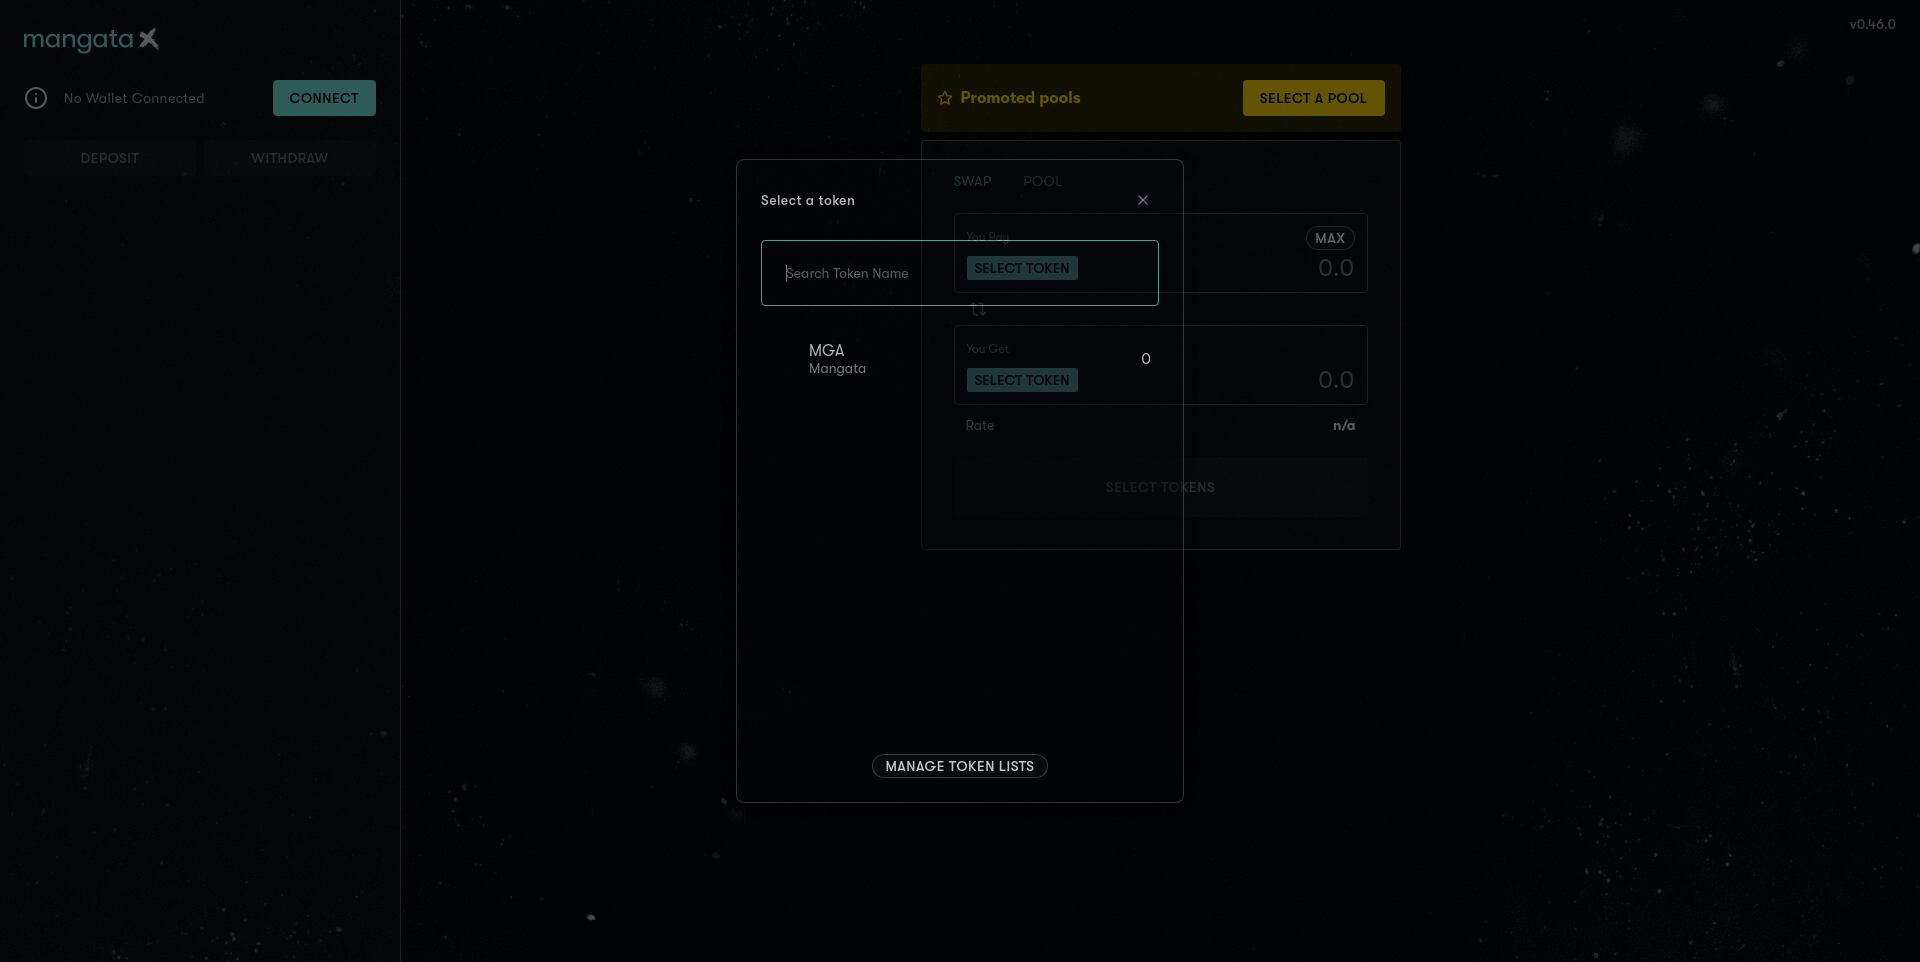 mangata
v0.46.0
No Wallet Connected
CONNECT
DEPOSIT
WITHDRAW
Promoted pools
SELECT A POOL
SWAP
POOL
Select a token
You Pay
MAX
SELECT TOKEN
0.0
Search Token Name
MGA
Mangata
0
You Get
SELECT TOKEN
0.0
Rate
n/a
SELECT TOKENS
MANAGE TOKEN LISTS